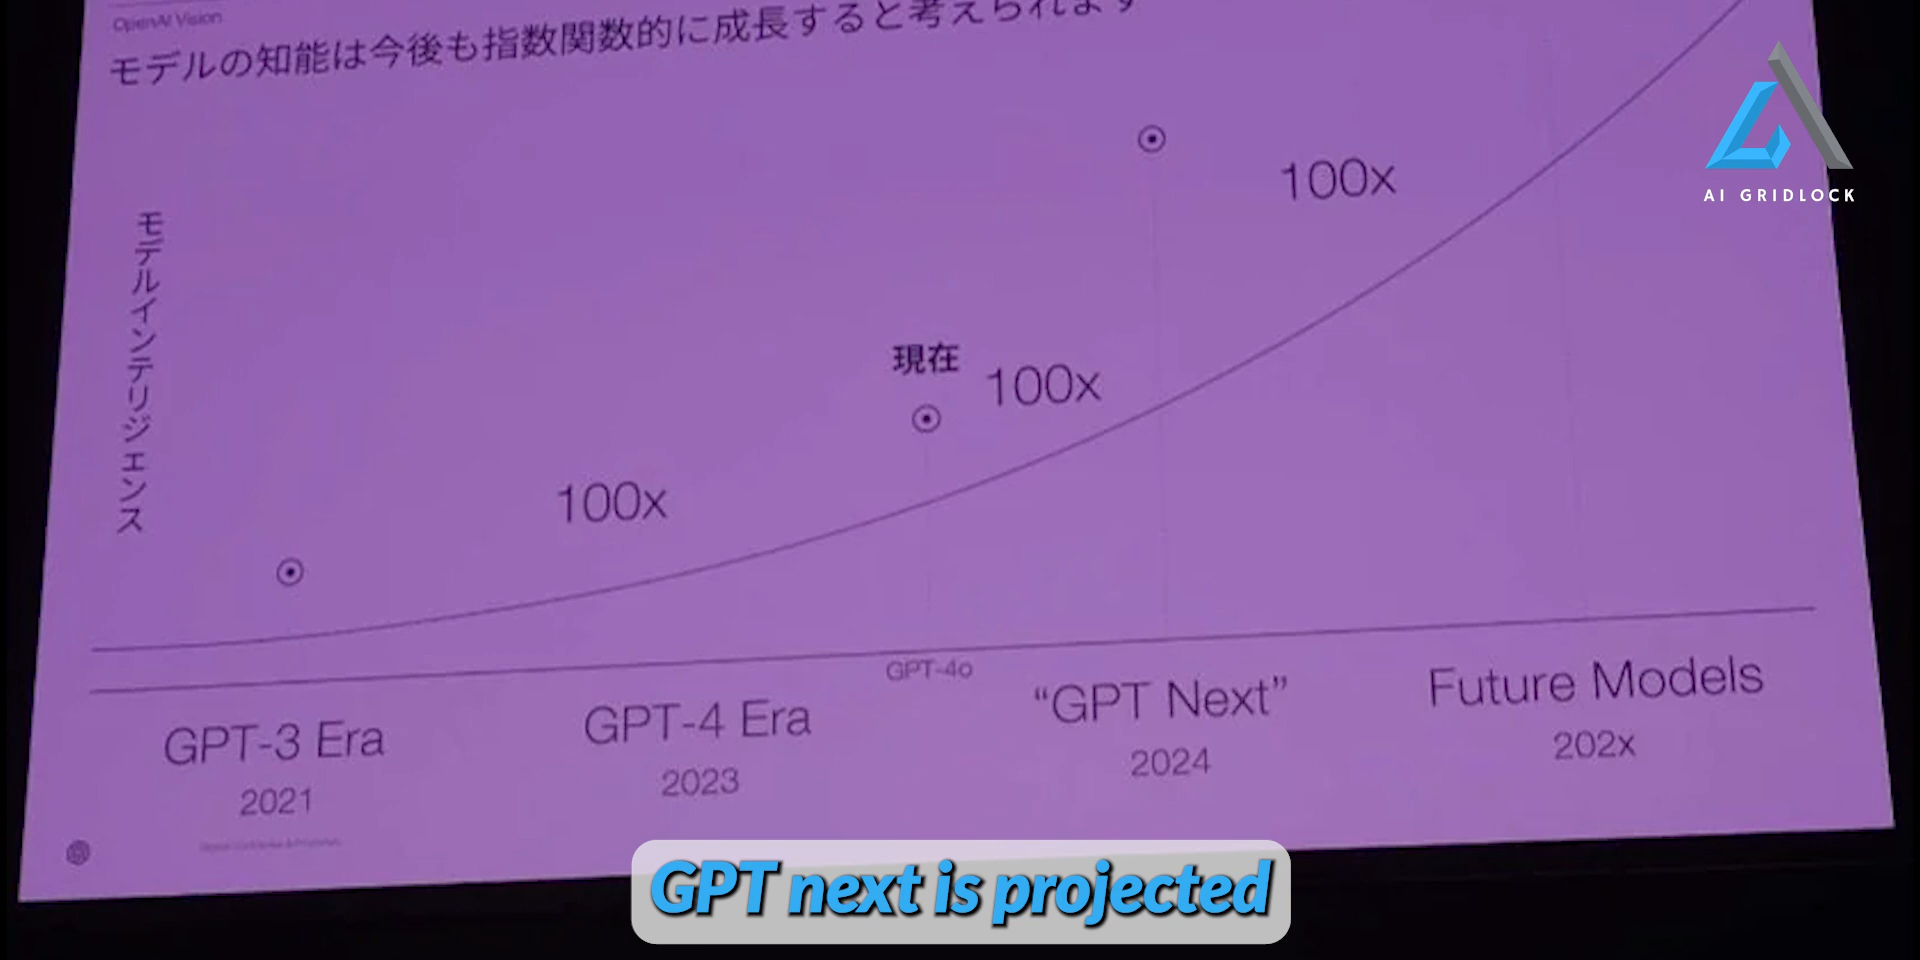 OpenAI Vision
モデルの知能は今後も指数関数的に成長すると考えられます
AI GRIDLOCK
モデルインテリジェンス
100x
現在
100x
100x
GPT-4o
GPT-3 Era
GPT-4 Era
“GPT Next”
Future Models
2021
2023
2024
202x
GPT next is projected